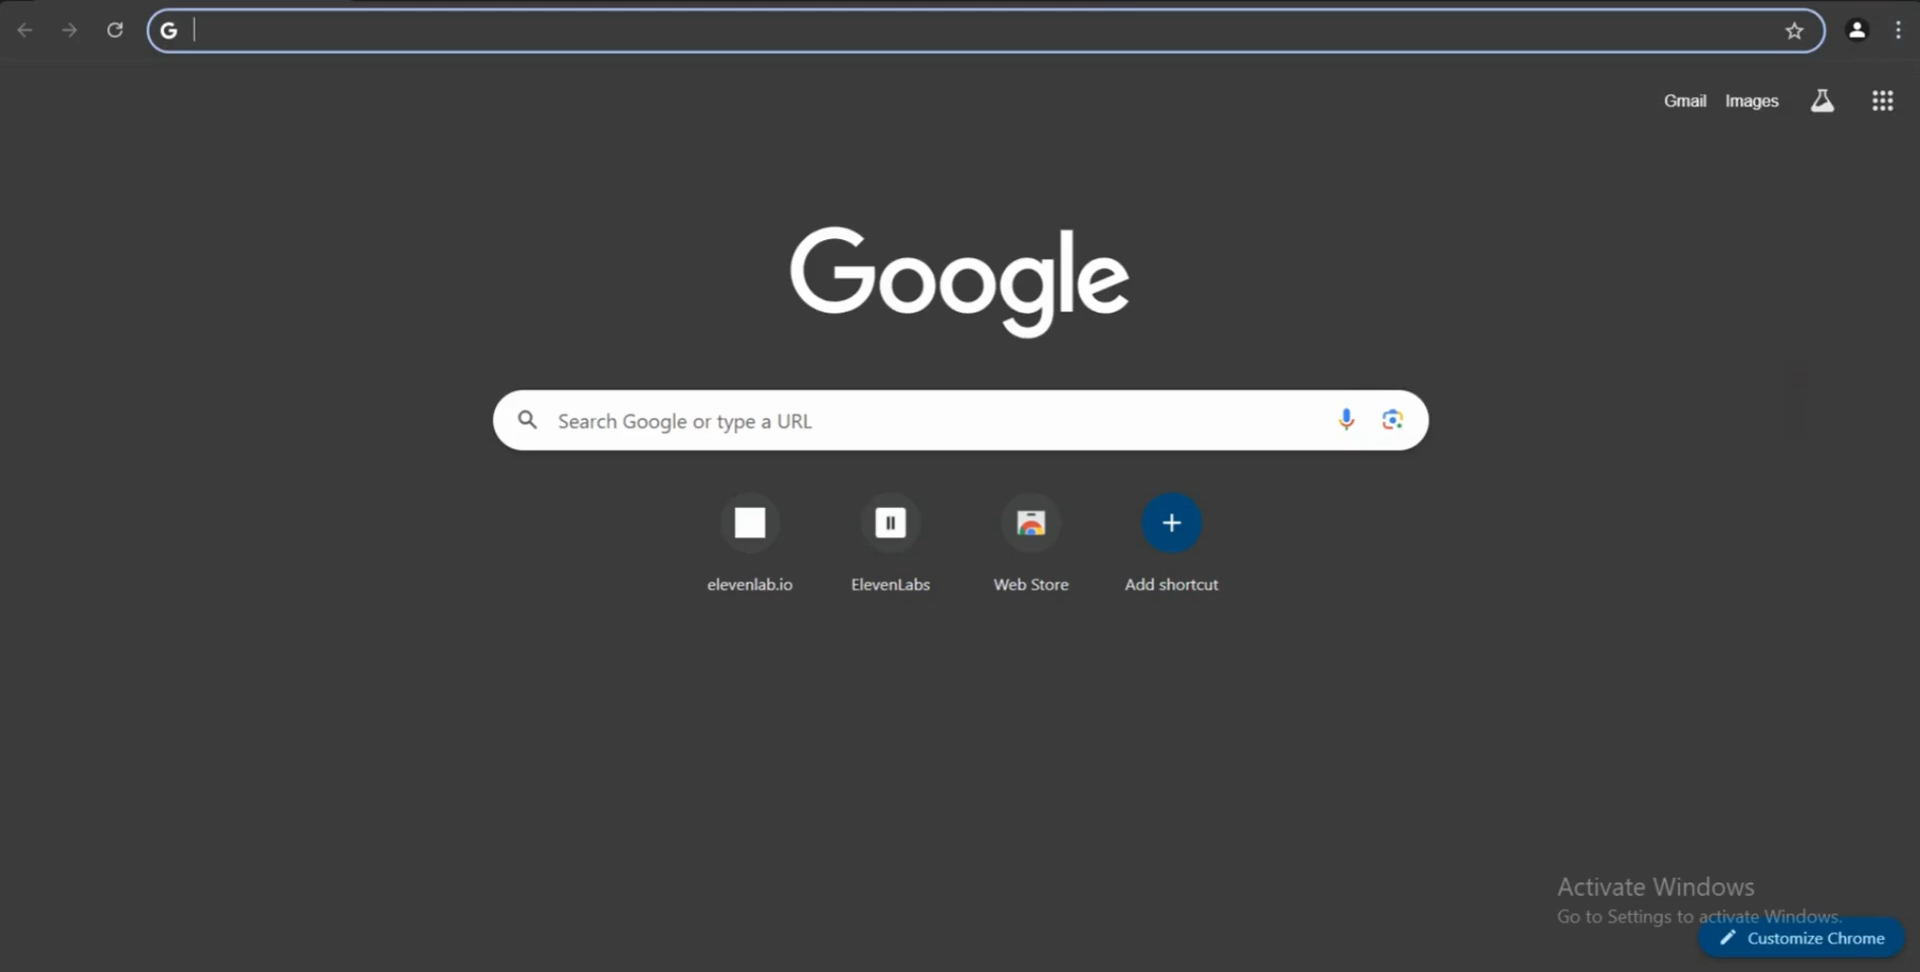 Gmail Images
Google
Search Google or type a URL
elevenlab.io ElevenLabs Web Store Add shortcut
Activate Windows
Go to Settings to activate Windows.
Customize Chrome